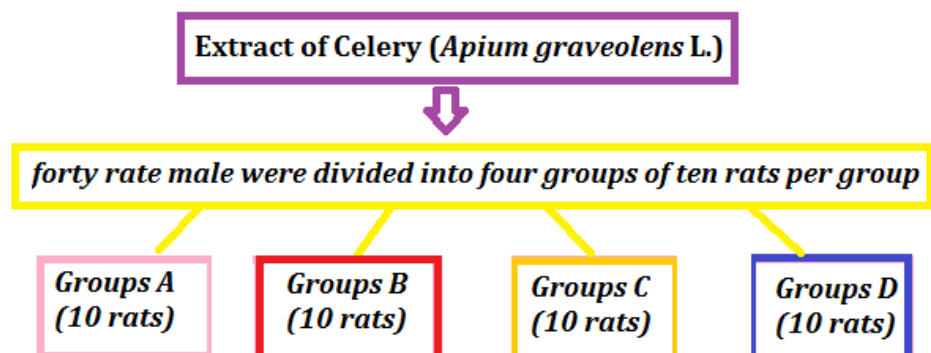 Extract of Celery (Apium graveolens L.)
forty rate male were divided into four groups of ten rats per group
Groups A
(10 rats)
Groups B
(10 rats)
Groups C
(10 rats)
Groups D
(10 rats)